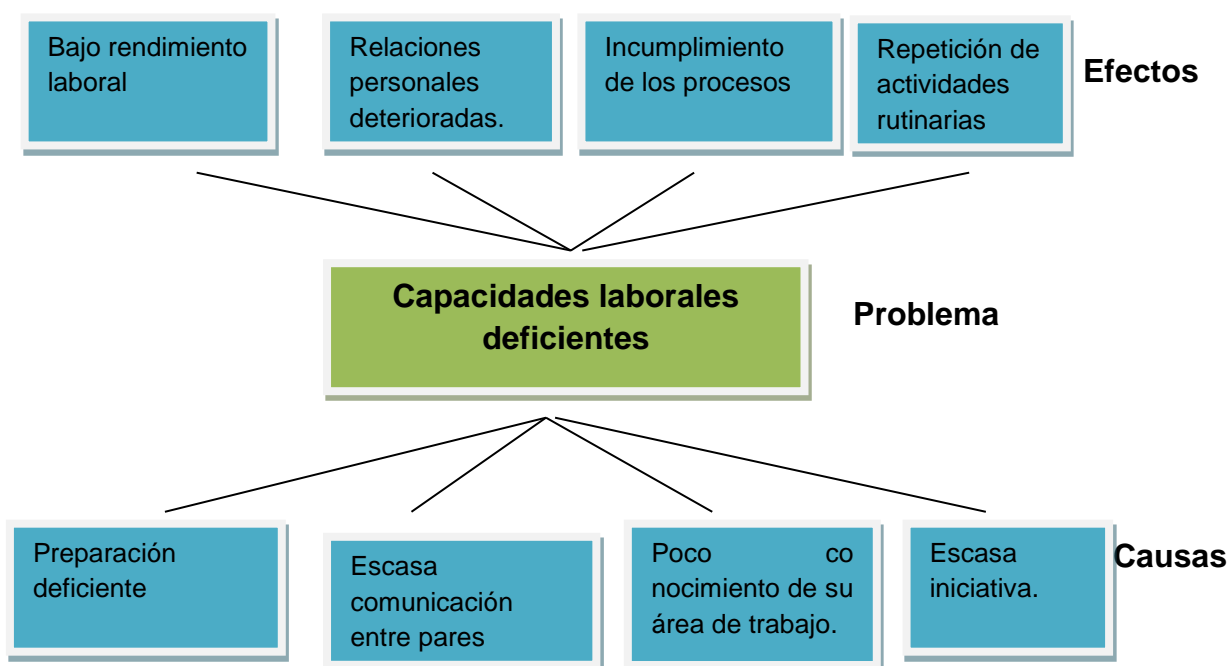 Bajo rendimiento
laboral
Relaciones
personales
deterioradas.
Incumplimiento
de los procesos
Repetición de
actividades
rutinarias
Efectos
Capacidades laborales
deficientes
Problema
Preparación
deficiente
Escasa
comunicación
entre pares
Poco co
nocimiento de su
área de trabajo.
Escasa
iniciativa.
Causas